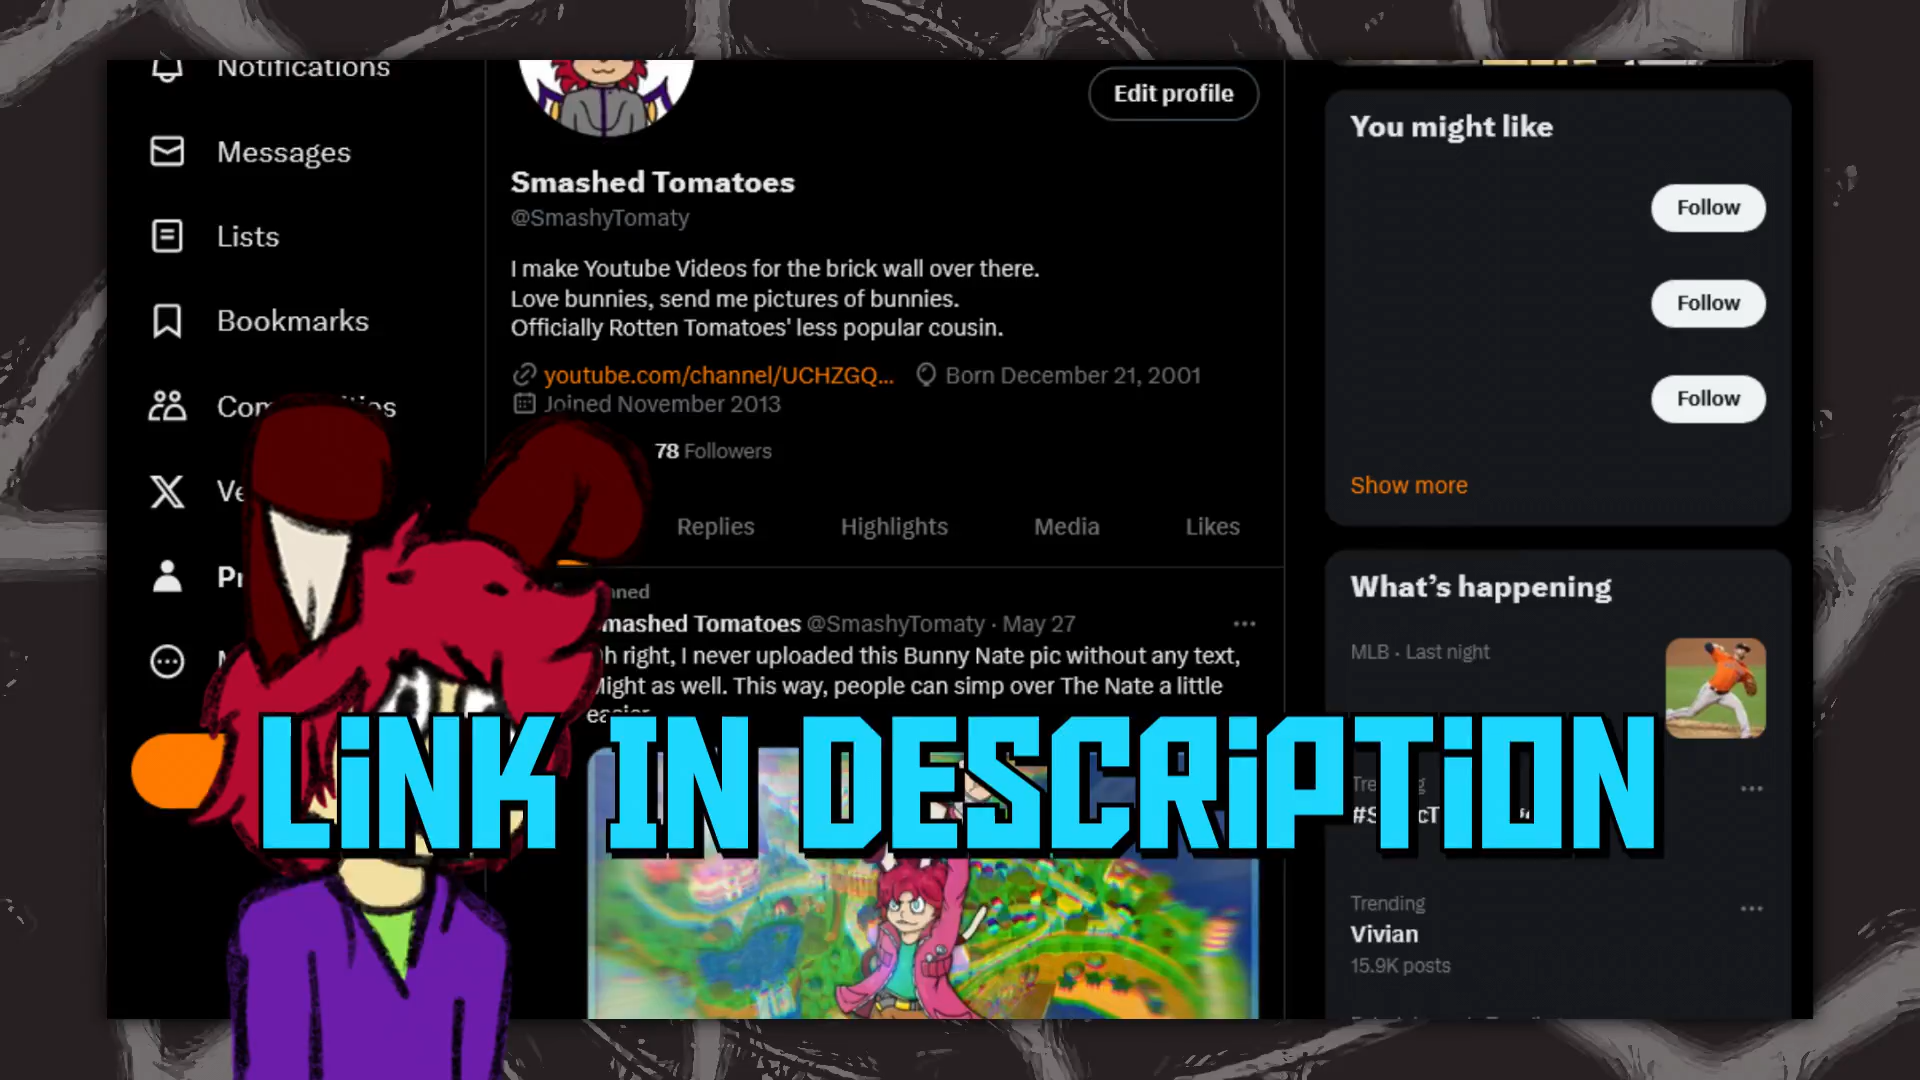 Notifications
Messages
Lists
Bookmarks
Edit profile
Smashed Tomatoes
@SmashyTomaty
I make Youtube Videos for the brick wall over there.
Love bunnies, send me pictures of bunnies.
Officially Rotten Tomatoes' less popular cousin.
youtube.com/channel/UCHZGQ... Born December 21, 2001
Joined November 2013
78 Followers
Replies Highlights Media Likes
Smashed Tomatoes @SmashyTomaty · May 27
right, I never uploaded this Bunny Nate pic without any text,
Might as well. This way, people can simp over The Nate a little
LiNK IN DESCRiPTiON
You might like
Follow
Follow
Follow
Show more
What's happening
MLB · Last night
Trending
Vivian
15.9K posts